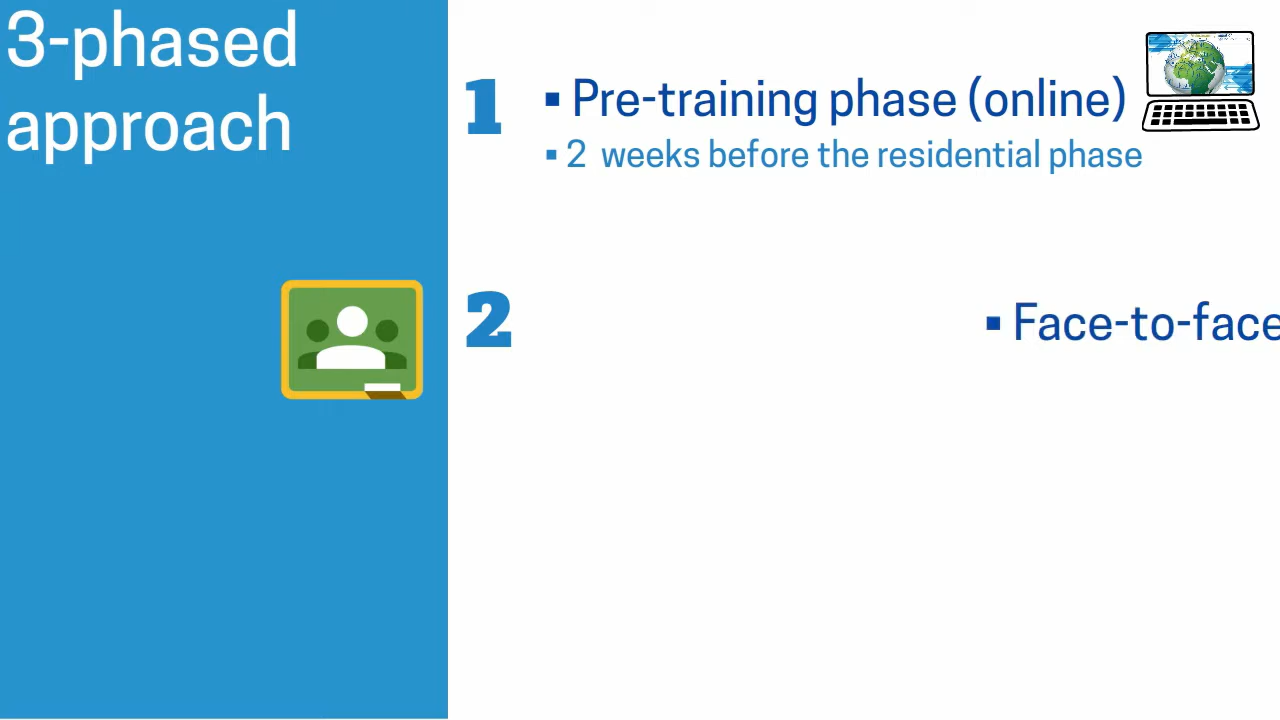 3-phased
approach
1
▪ Pre-training phase (online)
▪ 2 weeks before the residential phase
2
▪ Face-to-face